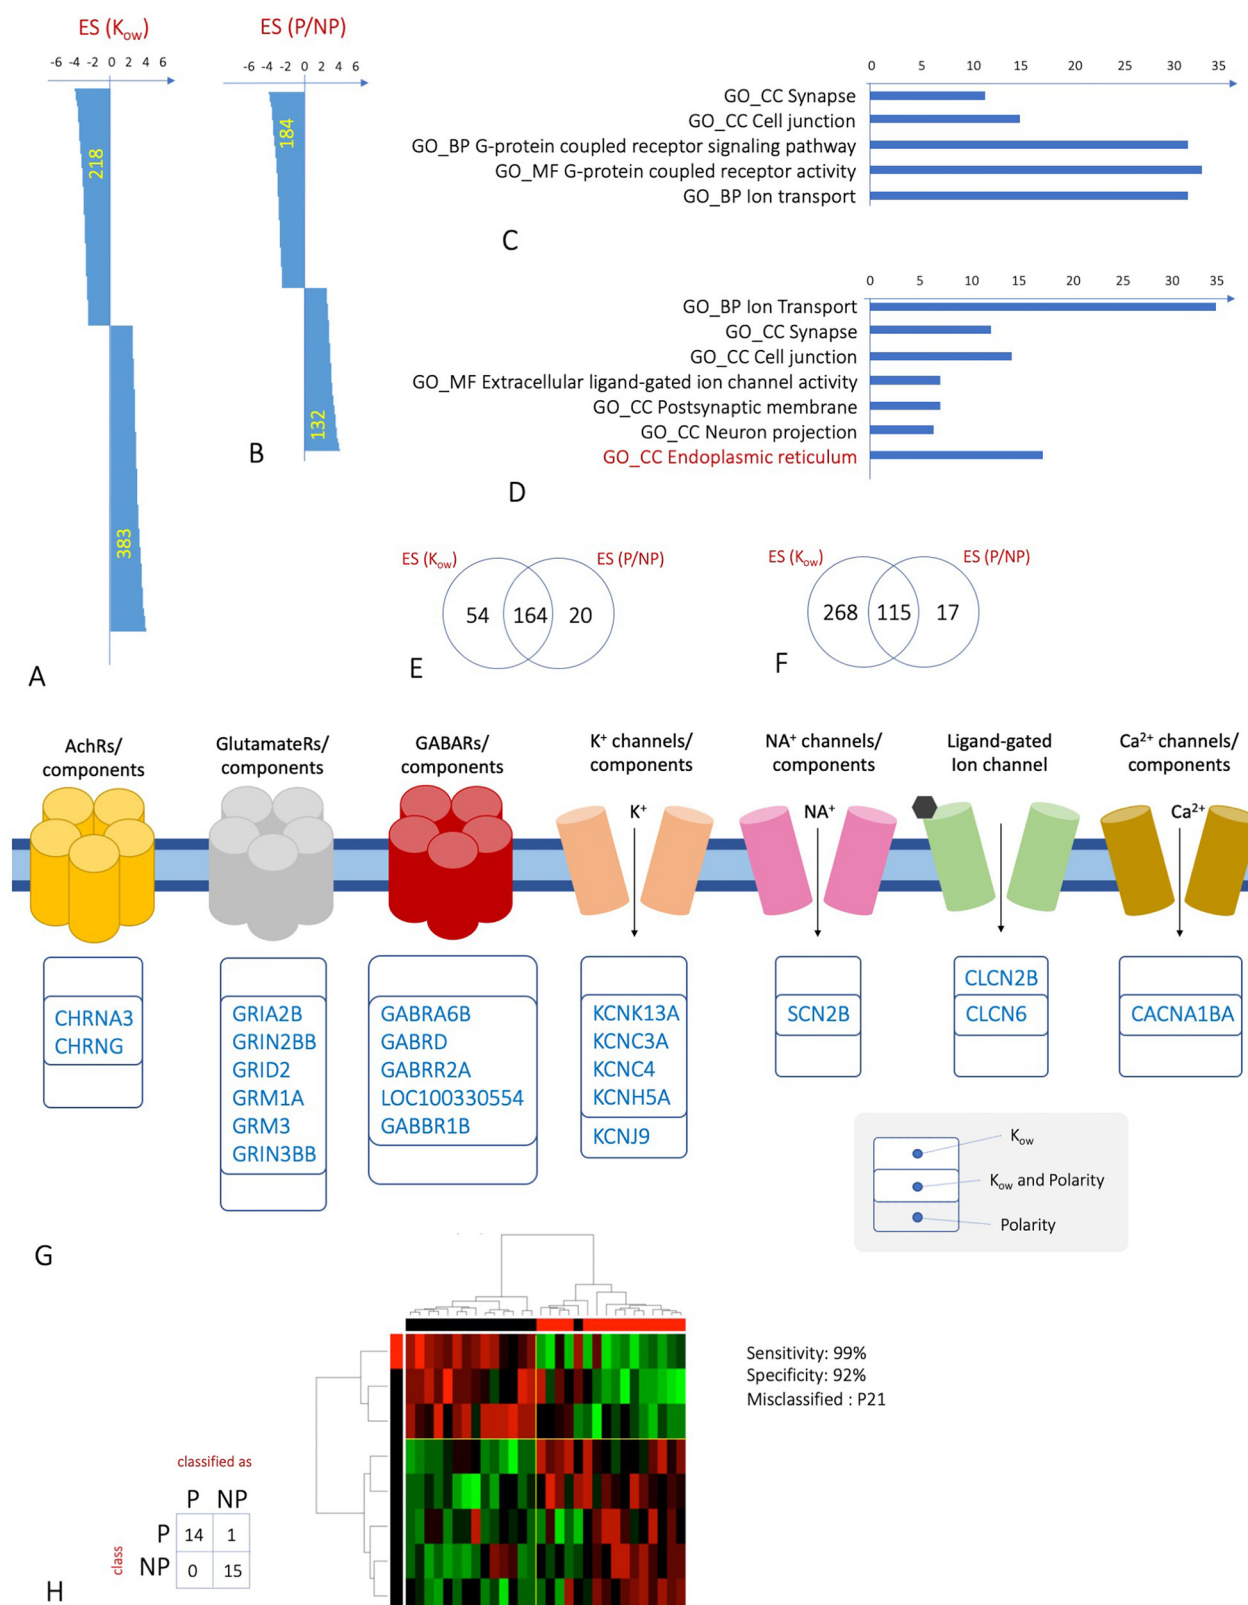 ES (Kow)
-6 -4 -2 0 2 4 6
218
383
A
ES (P/NP)
-6 -4 -2 0 2 4 6
184
132
B
0 5 10 15 20 25 30 35
GO_CC Synapse
GO_CC Cell junction
GO_BP G-protein coupled receptor signaling pathway
GO_MF G-protein coupled receptor activity
GO_BP Ion transport
C
0 5 10 15 20 25 30 35
GO_BP Ion Transport
GO_CC Synapse
GO_CC Cell junction
GO_MF Extracellular ligand-gated ion channel activity
GO_CC Postsynaptic membrane
GO_CC Neuron projection
GO_CC Endoplasmic reticulum
D
ES (Kow) ES (P/NP)
54 164 20
E
ES (Kow) ES (P/NP)
268 115 17
F
AchRs/
components
GlutamateRs/
components
GABARs/
components
K⁺ channels/
components
NA⁺ channels/
components
Ligand-gated
Ion channel
Ca²⁺ channels/
components
K⁺
NA⁺
Ca²⁺
CHRNA3
CHRNG
GRIA2B
GRIN2BB
GRID2
GRM1A
GRM3
GRIN3BB
GABRA6B
GABRD
GABRR2A
LOC100330554
GABBR1B
KCNK13A
KCNC3A
KCNC4
KCNH5A
KCNJ9
SCN2B
CLCN2B
CLCN6
CACNA1BA
Kow
Kow and Polarity
Polarity
G
Sensitivity: 99%
Specificity: 92%
Misclassified : P21
classified as
P NP
class
P 14 1
NP 0 15
H